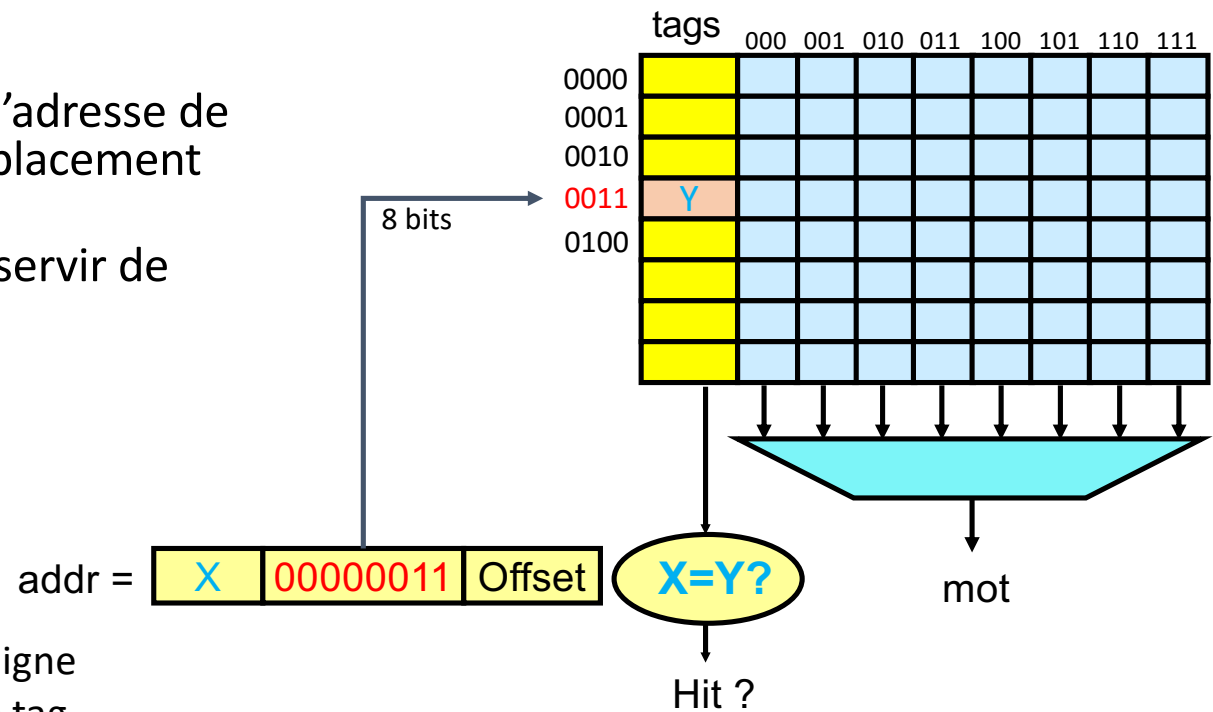 tags
000 001 010 011 100 101 110 111
0000
'adresse de
0001
placement
0010
0011 Y
8 bits
0100
servir de
addr = X 00000011 Offset
X=Y?
mot
igne
Hit ?
tag